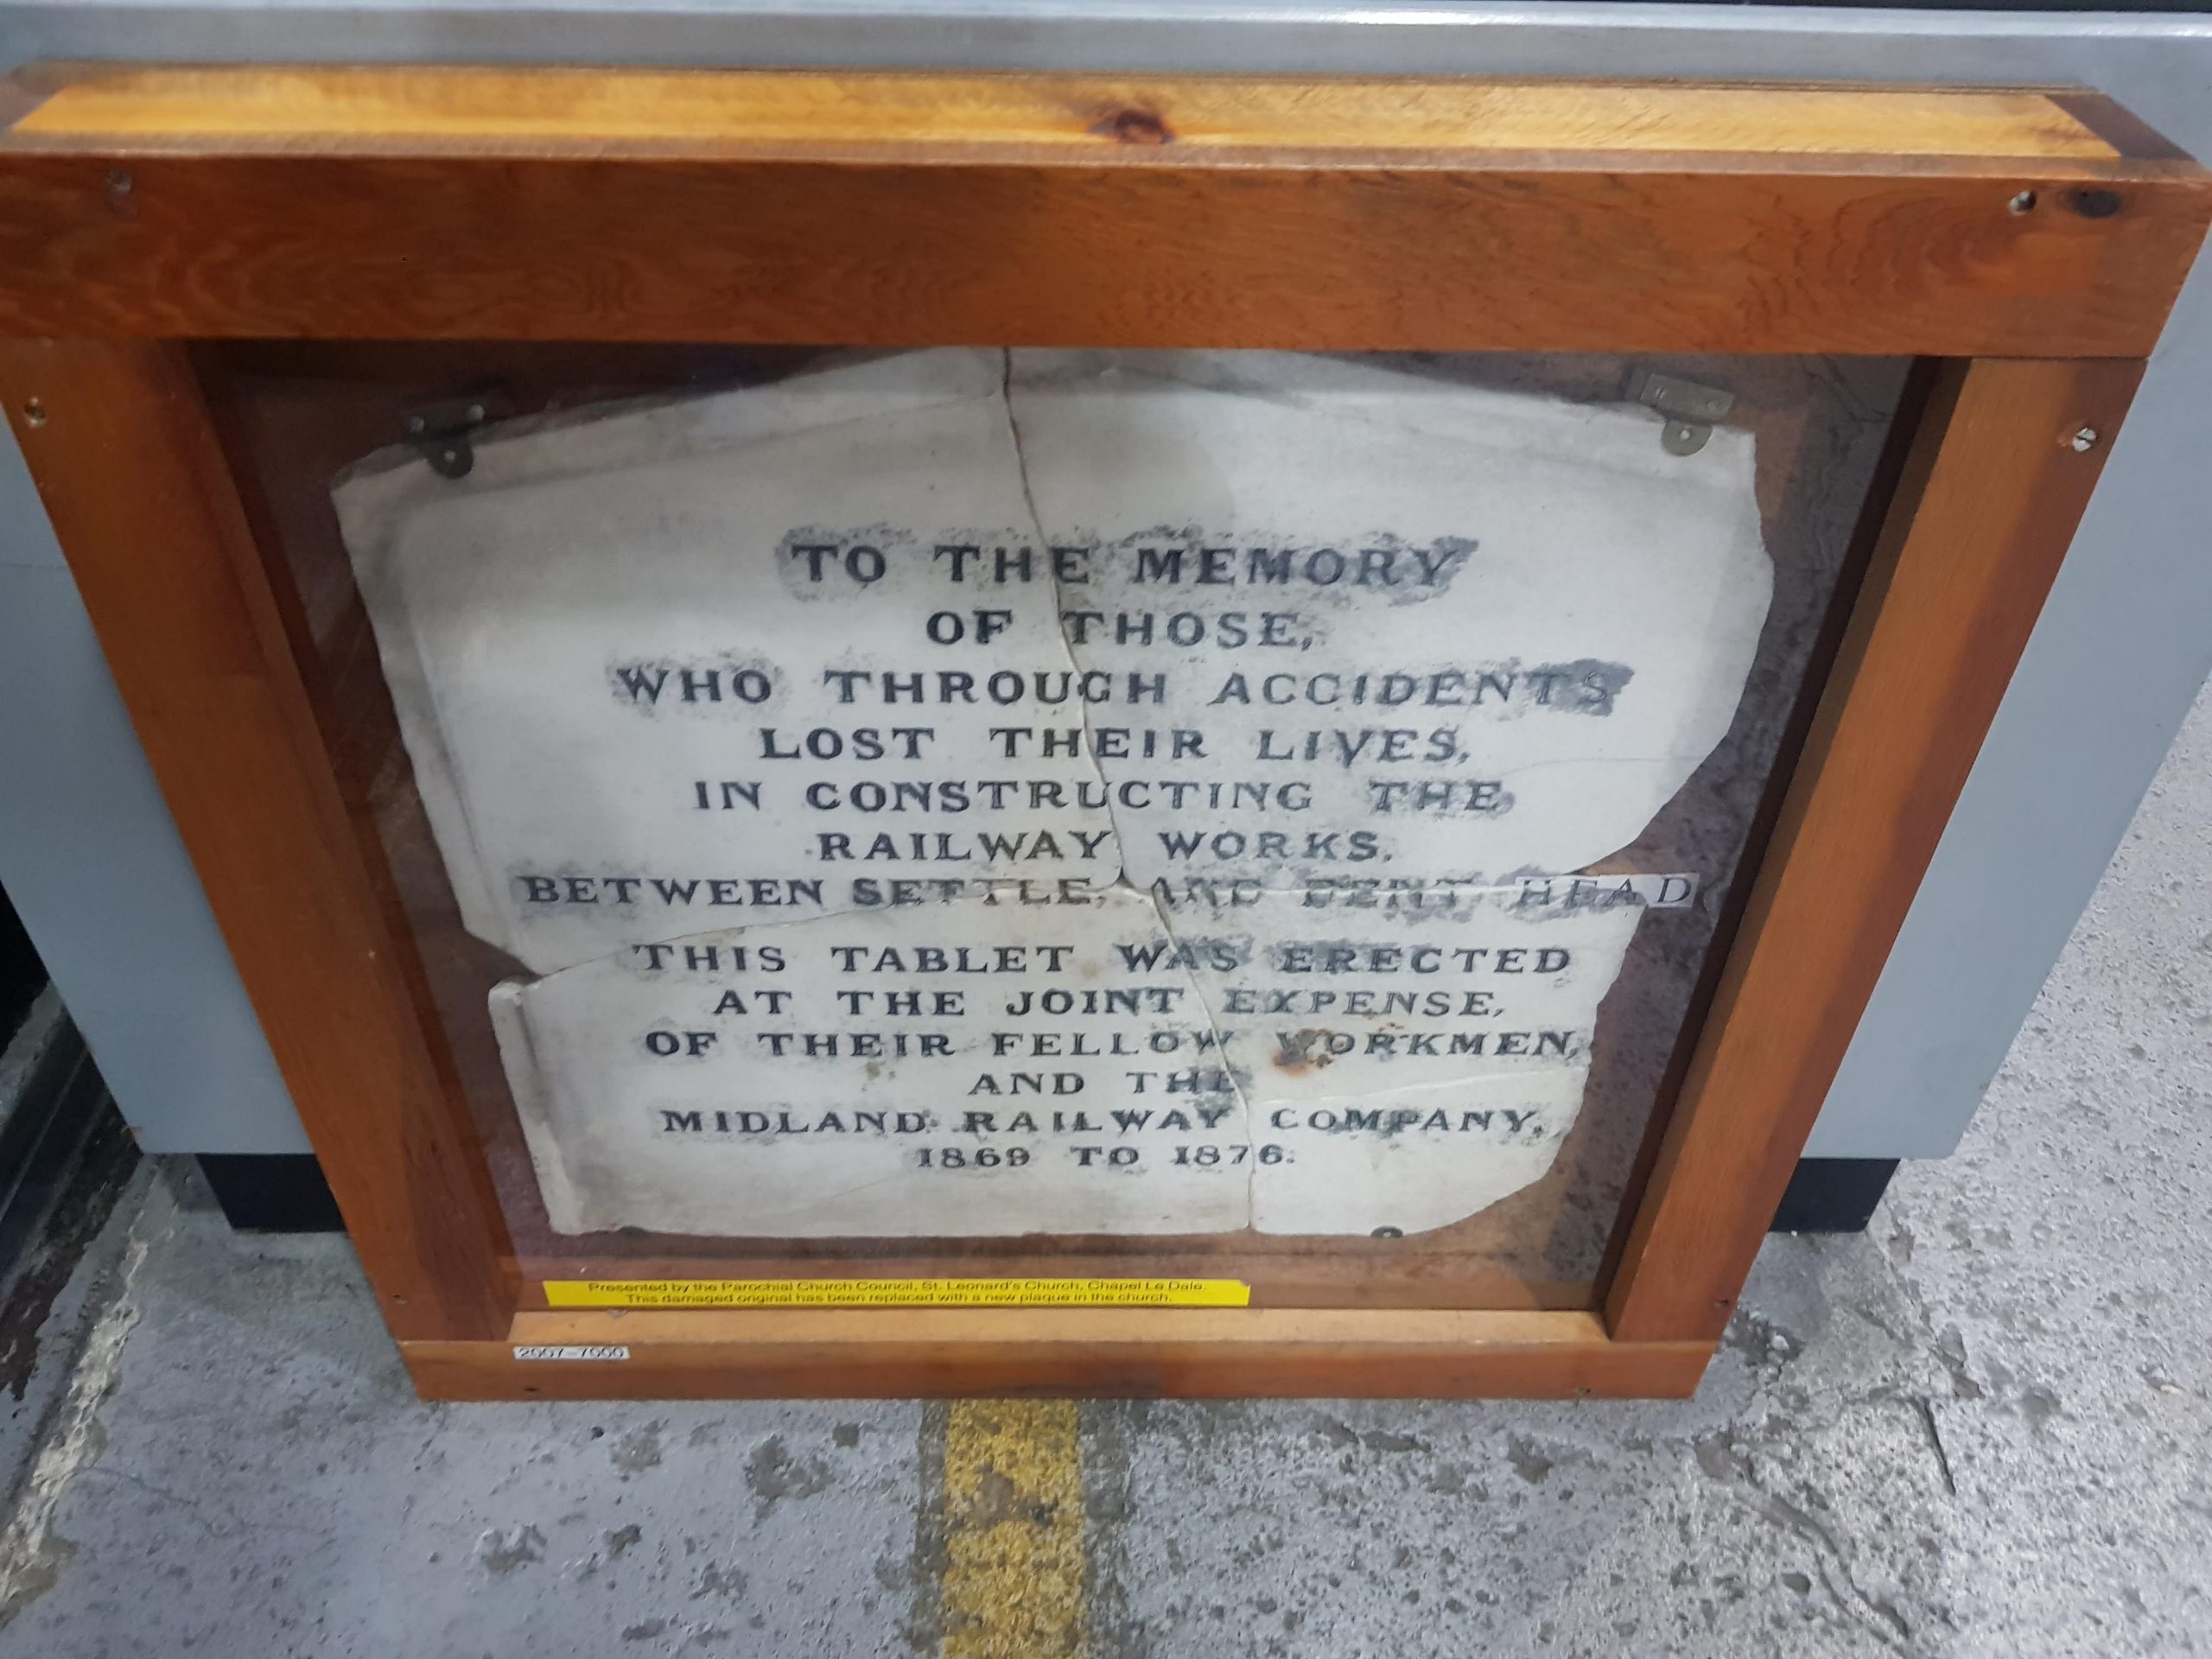 TO THE MEMORY
OF THOSE,
WHO THROUGH ACCIDENTS
LOST THEIR LIVES,
IN CONSTRUCTING THE
RAILWAY WORKS,
BETWEEN SETTLE, AND DENT HEAD
THIS TABLET WAS ERECTED
AT THE JOINT EXPENSE,
OF THEIR FELLOW WORKMEN,
AND THE
MIDLAND RAILWAY COMPANY,
1869 TO 1876.
Presented by the Parochial Church Council, St. Leonard's Church, Chapel Le Dale.
This damaged original has been replaced with a new plaque in the church.
2007-7000